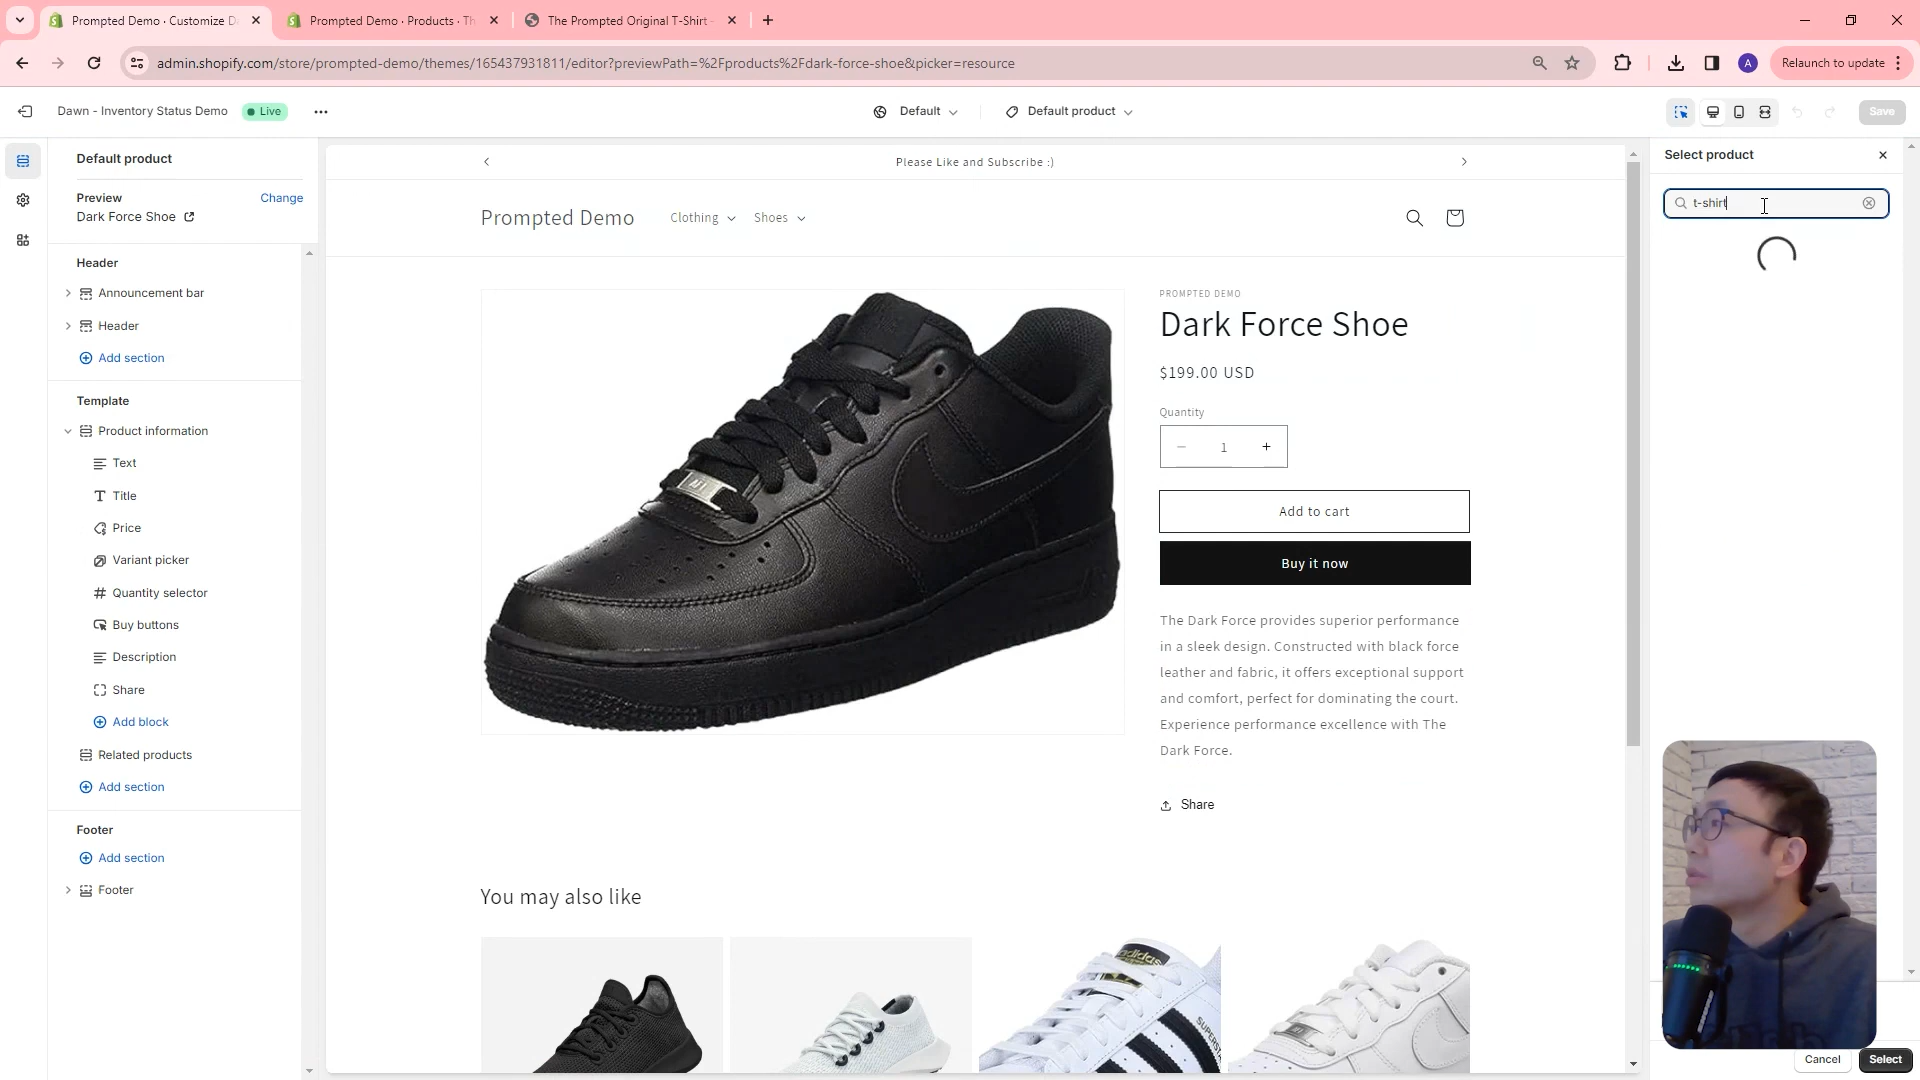 Prompted Demo · Customize D
Prompted Demo · Products · Th
The Prompted Original T-Shirt
admin.shopify.com/store/prompted-demo/themes/165437931811/editor?previewPath=%2Fproducts%2Fdark-force-shoe&picker=resource
A
Relaunch to update
Dawn - Inventory Status Demo
Live
Default
Default product
Save
Default product
Preview
Change
Dark Force Shoe
Header
Announcement bar
Header
Add section
Template
Product information
Text
Title
Price
Variant picker
Quantity selector
Buy buttons
Description
Share
Add block
Related products
Add section
Footer
Add section
Footer
Please Like and Subscribe :)
Prompted Demo
Clothing
Shoes
PROMPTED DEMO
Dark Force Shoe
$199.00 USD
Quantity
− 1 +
Add to cart
Buy it now
The Dark Force provides superior performance
in a sleek design. Constructed with black force
leather and fabric, it offers exceptional support
and comfort, perfect for dominating the court.
Experience performance excellence with The
Dark Force.
Share
You may also like
adidas
SUPERST
Select product
t-shirt
Cancel
Select